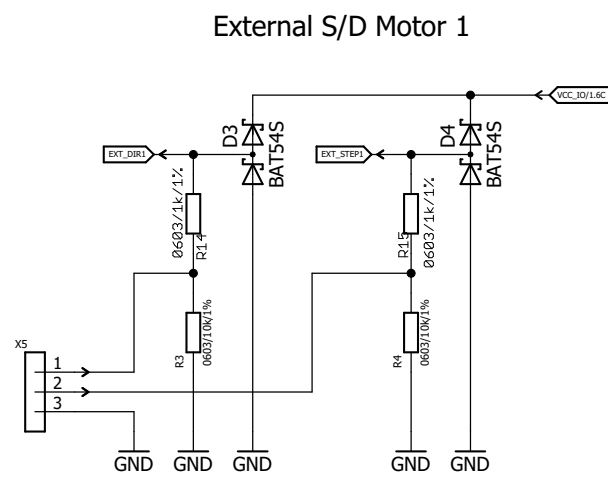 External S/D Motor 1
VCC_IO/1.6C
D3
BAT54S
D4
BAT54S
EXT_DIR1
EXT_STEP1
0603/1k/1%
R14
0603/1k/1%
R15
R3
0603/10k/1%
R4
0603/10k/1%
X5
1
2
3
GND
GND
GND
GND
GND